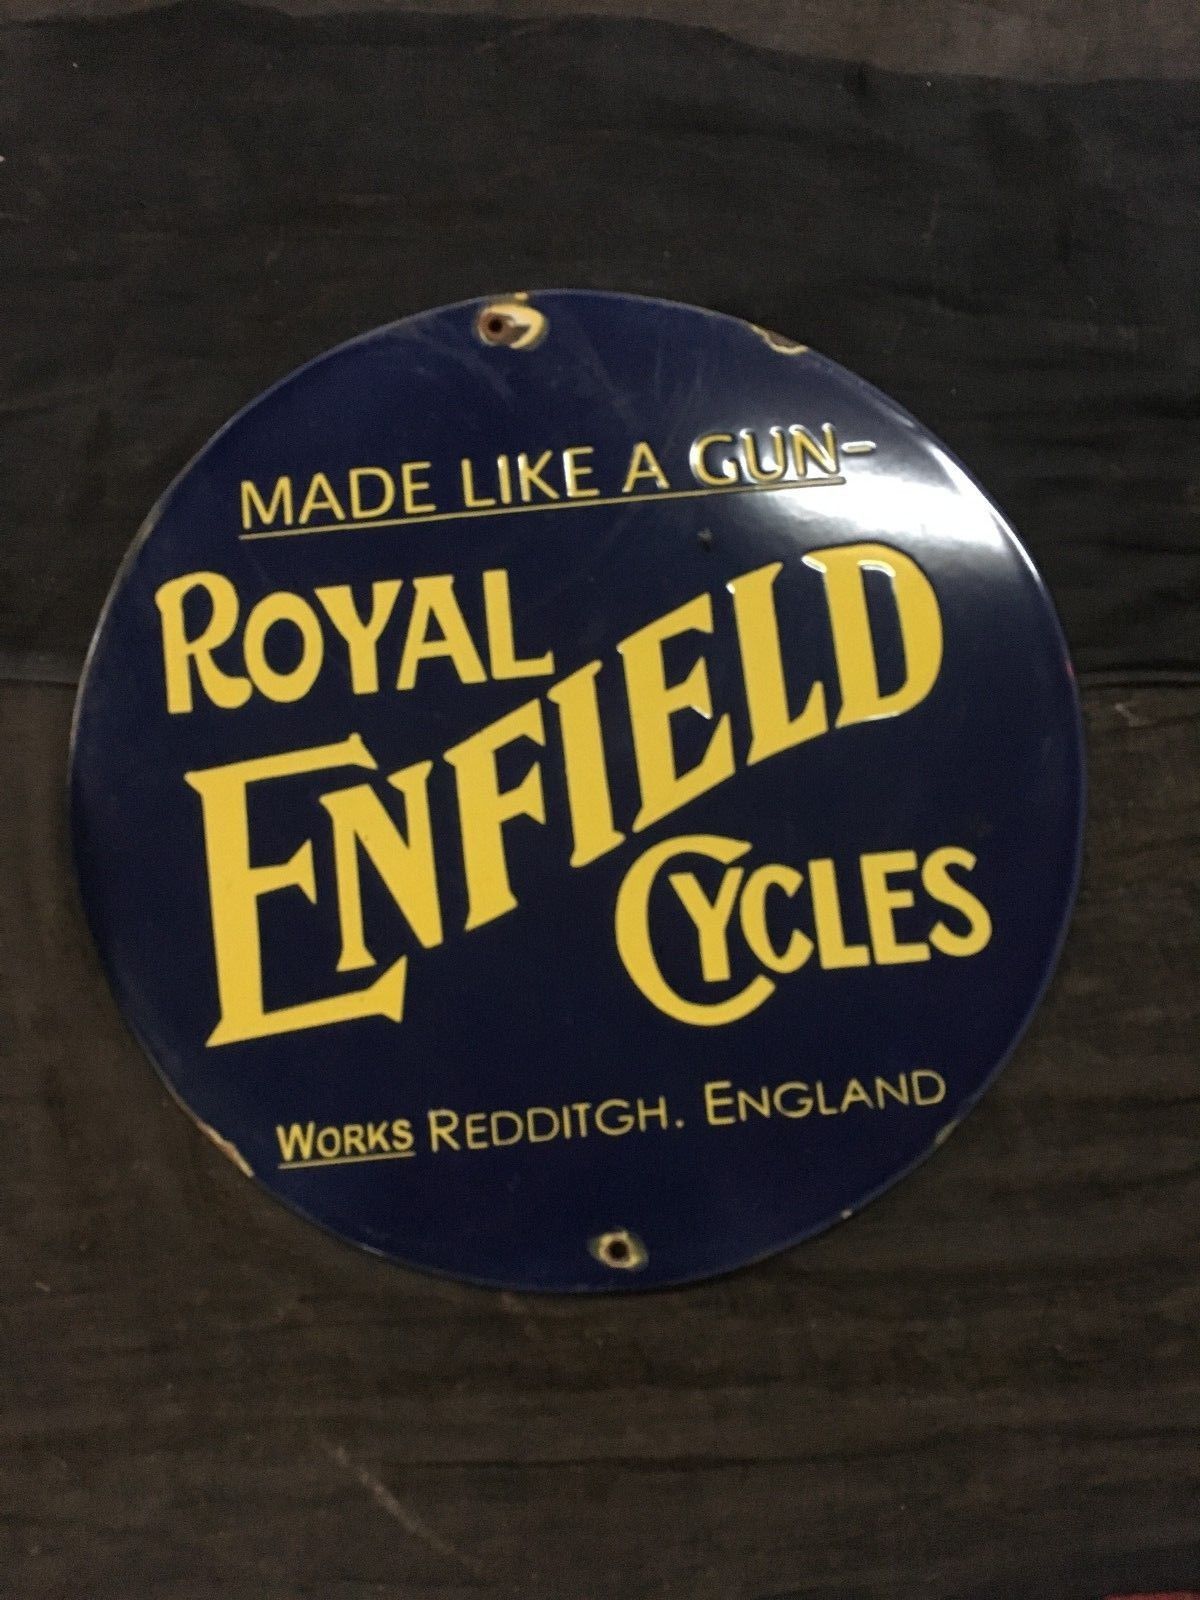 MADE LIKE A GUN-
ROYAL
ENFIELD
CYCLES
WORKS REDDITGH. ENGLAND